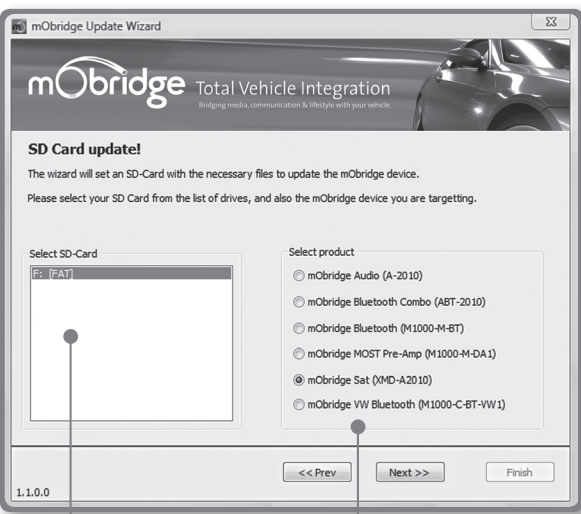 mObridge Update Wizard
mObridge Total Vehicle Integration
Bridging media, communication & lifestyle with your vehicle
SD Card update!
The wizard will set an SD-Card with the necessary files to update the mObridge device.
Please select your SD Card from the list of drives, and also the mObridge device you are targetting.
Select SD-Card
F: [FAT]
Select product
mObridge Audio (A-2010)
mObridge Bluetooth Combo (ABT-2010)
mObridge Bluetooth (M1000-M-BT)
mObridge MOST Pre-Amp (M1000-M-DA1)
mObridge Sat (XMD-A2010)
mObridge VW Bluetooth (M1000-C-BT-VW1)
<< Prev
Next >>
Finish
1.1.0.0